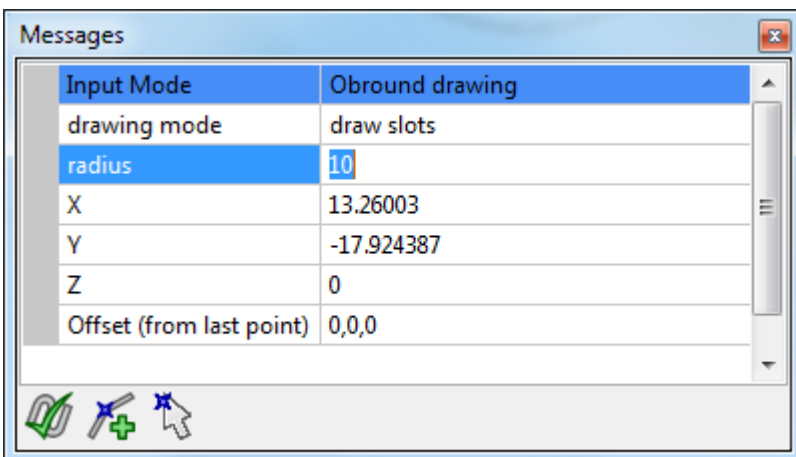 Messages
Input Mode Obround drawing
drawing mode draw slots
radius 10
X 13.26003
Y -17.924387
Z 0
Offset (from last point) 0,0,0